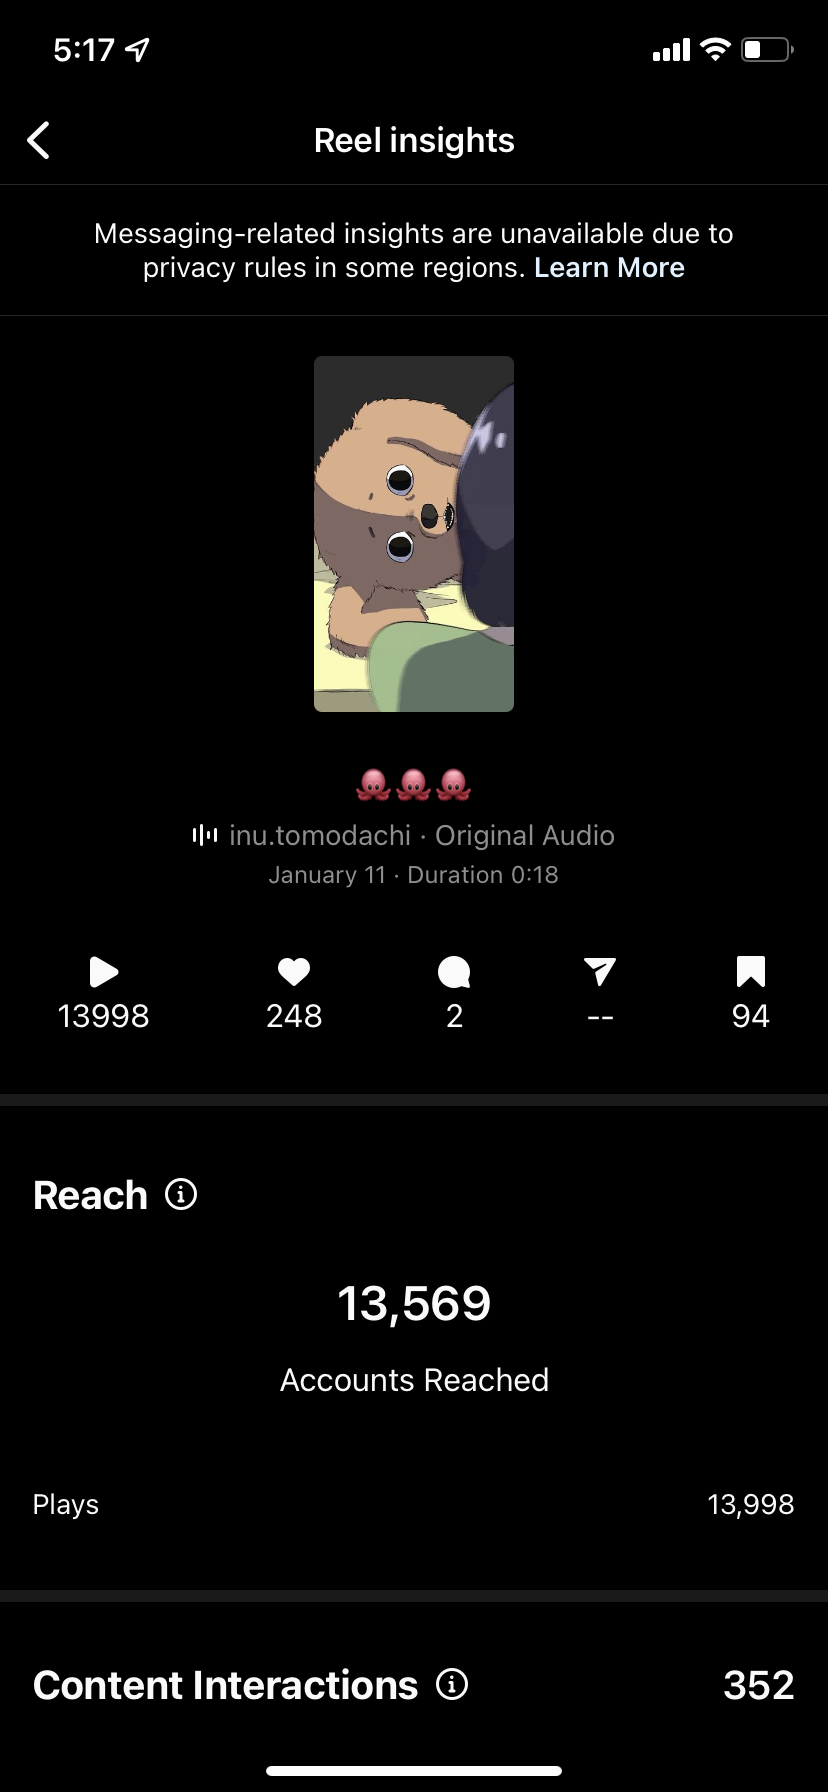 5:17
Reel insights
Messaging-related insights are unavailable due to
privacy rules in some regions. Learn More
🐙🐙🐙
inu.tomodachi · Original Audio
January 11 · Duration 0:18
13998 248 2 -- 94
Reach
13,569
Accounts Reached
Plays 13,998
Content Interactions 352